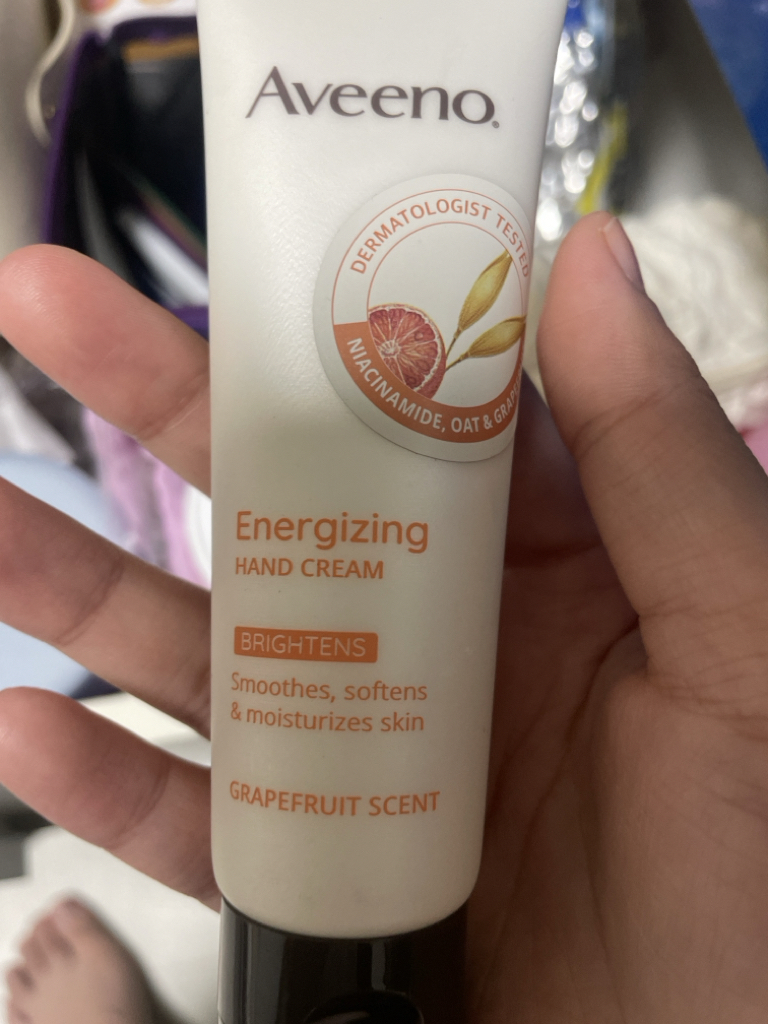 Aveeno.
DERMATOLOGIST TESTED
NIACINAMIDE, OAT &
Energizing
HAND CREAM
BRIGHTENS
Smoothes, softens
& moisturizes skin
GRAPEFRUIT SCENT